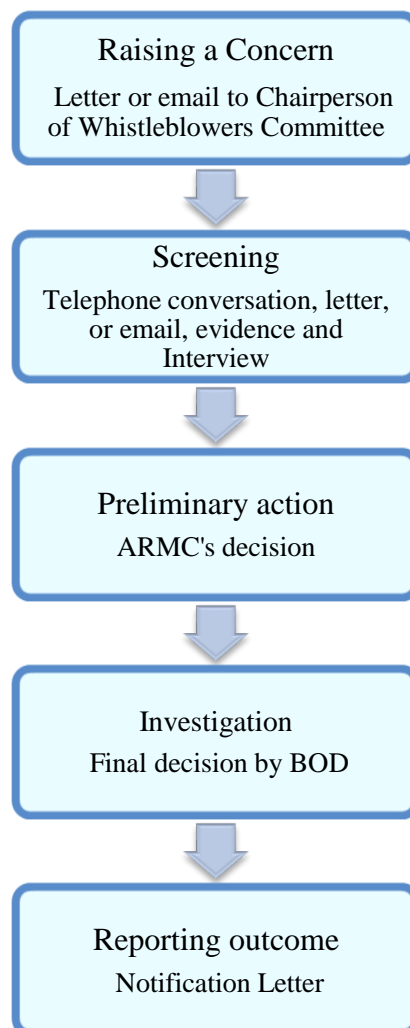 Raising a Concern
Letter or email to Chairperson
of Whistleblowers Committee
Screening
Telephone conversation, letter,
or email, evidence and
Interview
Preliminary action
ARMC's decision
Investigation
Final decision by BOD
Reporting outcome
Notification Letter